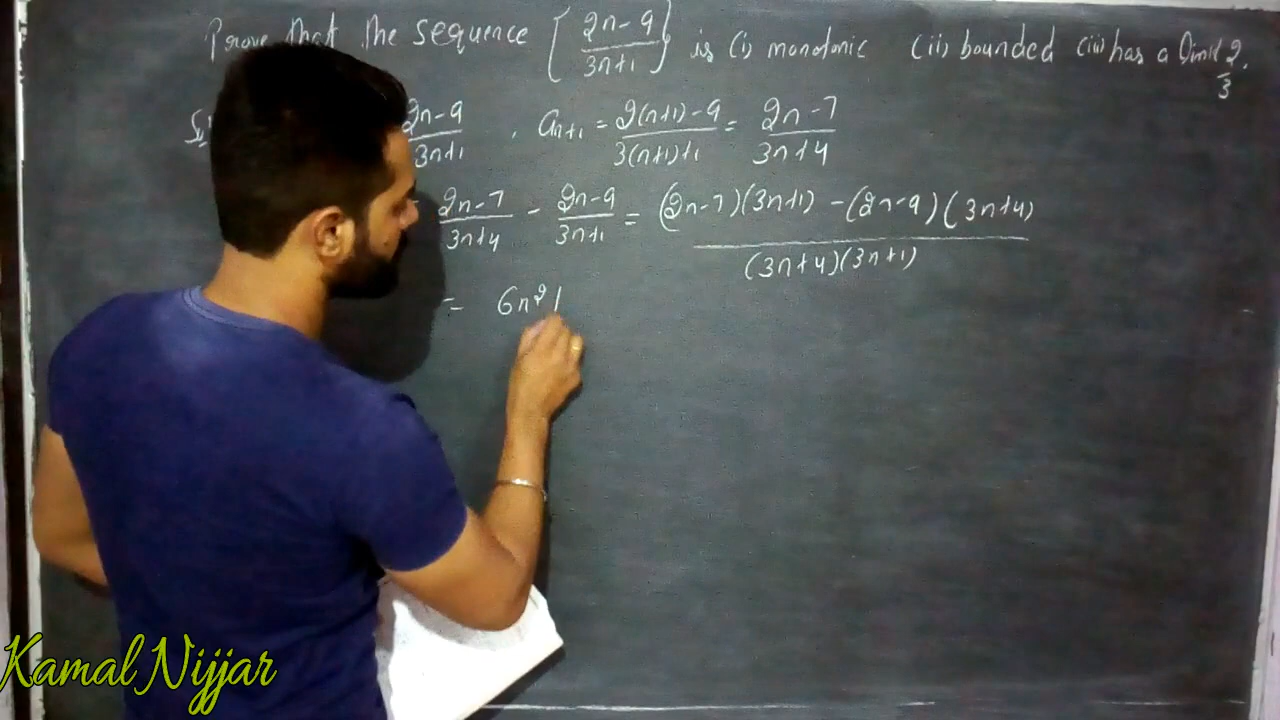 Prove that the sequence {(2n-9)/(3n+1)} is (i) monotonic (ii) bounded (iii) has a limit 2/3.
(2n-9)/(3n+1), a_{n+1} = (2(n+1)-9)/(3(n+1)+1) = (2n-7)/(3n+4)
(2n-7)/(3n+4) - (2n-9)/(3n+1) = ((2n-7)(3n+1) - (2n-9)(3n+4))/((3n+4)(3n+1))
= 6n²
Kamal Nijjar